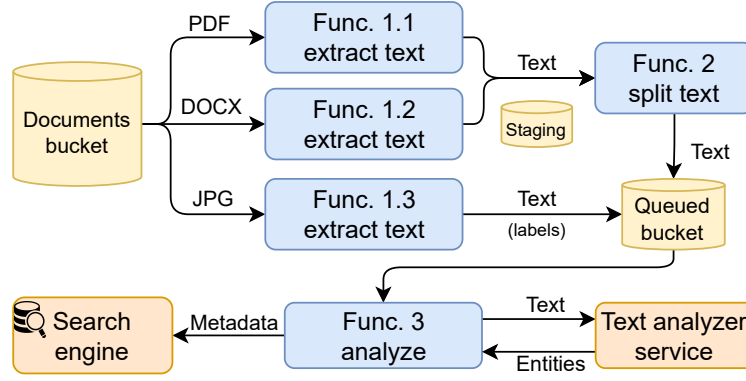 PDF
Func. 1.1
extract text
Text
Func. 2
split text
Documents
bucket
DOCX
Func. 1.2
extract text
Staging
Text
JPG
Func. 1.3
extract text
Text
(labels)
Queued
bucket
Search
engine
Metadata
Func. 3
analyze
Text
Entities
Text analyzer
service